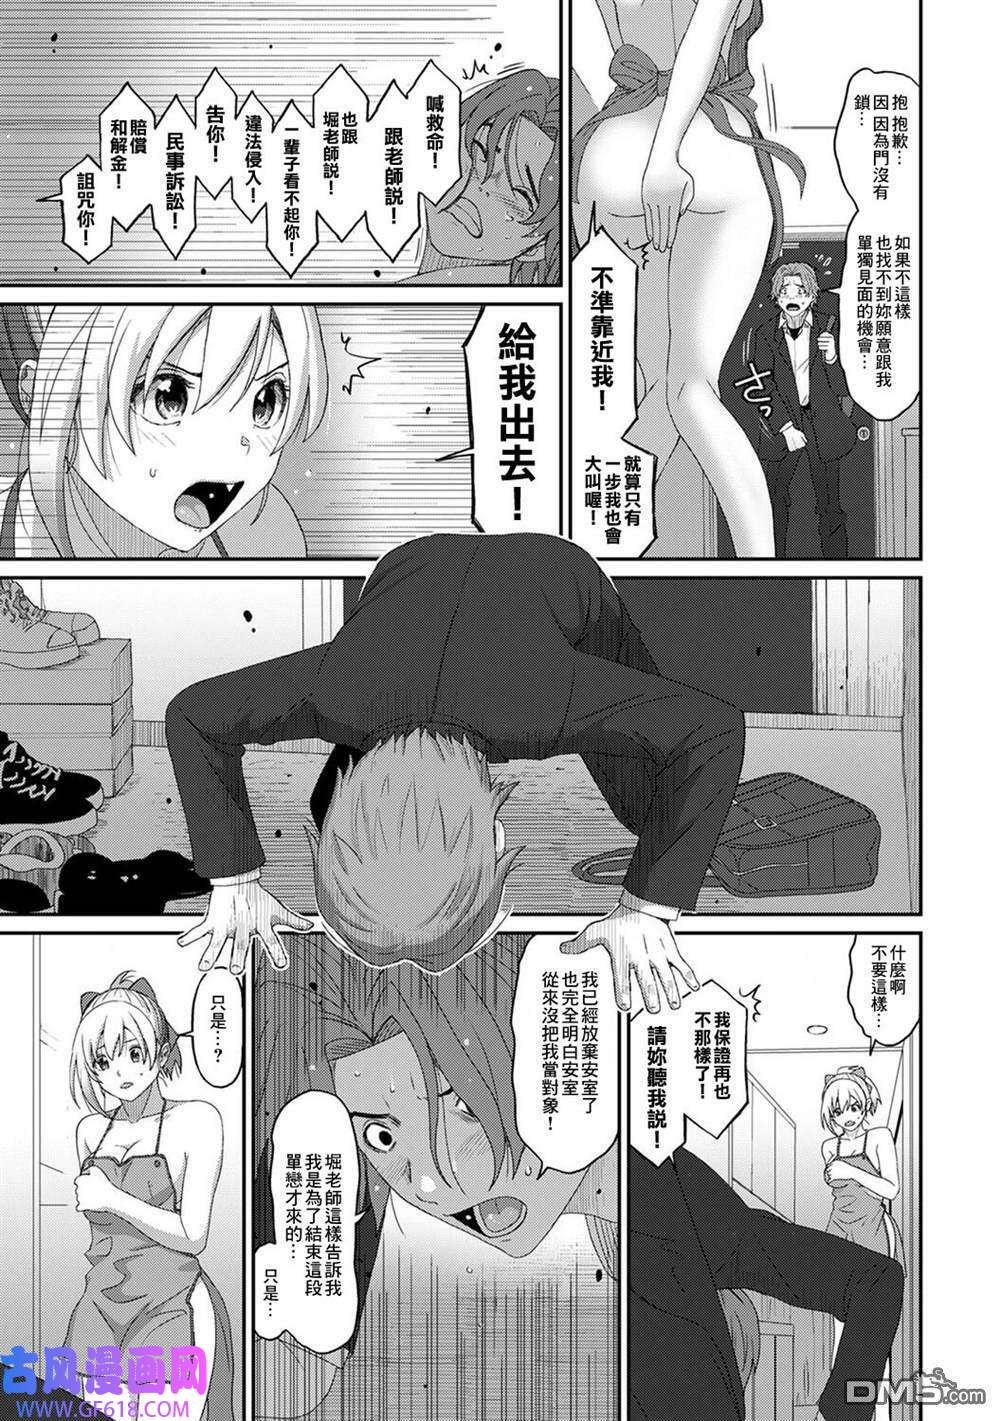 抱抱歉…
因因為門沒有
鎖…
如果不這樣
也找不到妳願意跟我
單獨見面的機會…
不準靠近我！
就算只有
一步我也會
大叫喔！
さっ
喊救命！
跟老師說！
也跟
堀老師說！
一輩子看不起你！
違法侵入！
告你！
民事訴訟！
賠償
和解金！
詛咒你！
給我出去！
什麼啊
不要這樣…
我保證再也
不那樣了！
請妳聽我說！
我已經放棄安室了
也完全明白安室
從來沒把我當對象！
堀老師這樣告訴我
我是為了結束這段
單戀才來的…
只是…
只是…？
古风漫画网
WWW.GF618.COM
DM5.com